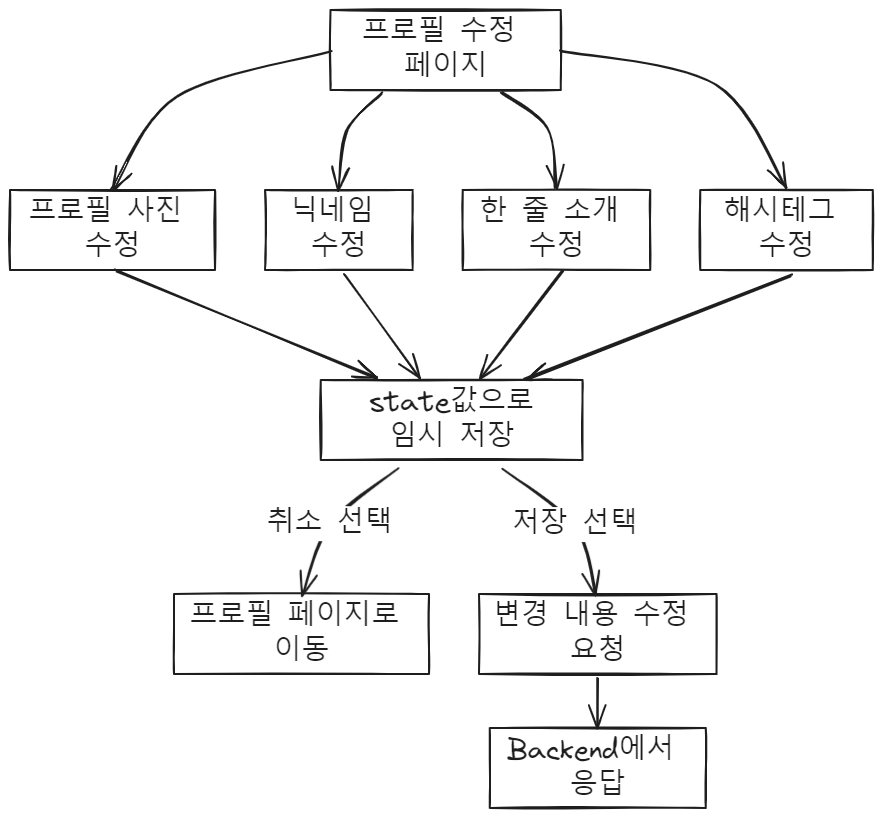 프로필 수정
페이지
프로필 사진
수정
닉네임
수정
한 줄 소개
수정
해시테그
수정
state값으로
임시 저장
취소 선택
저장 선택
프로필 페이지로
이동
변경 내용 수정
요청
Backend에서
응답